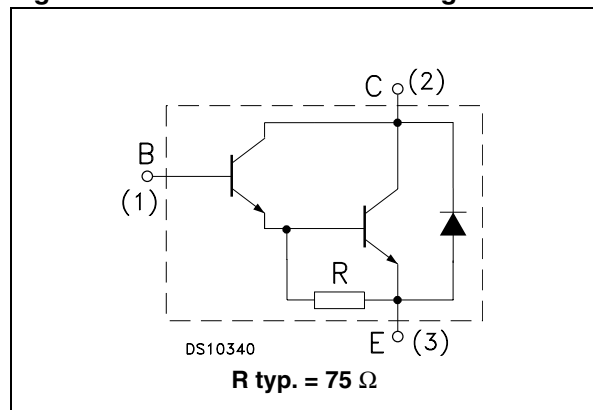 C (2)
B
(1)
R
DS10340
E (3)
R typ. = 75 Ω